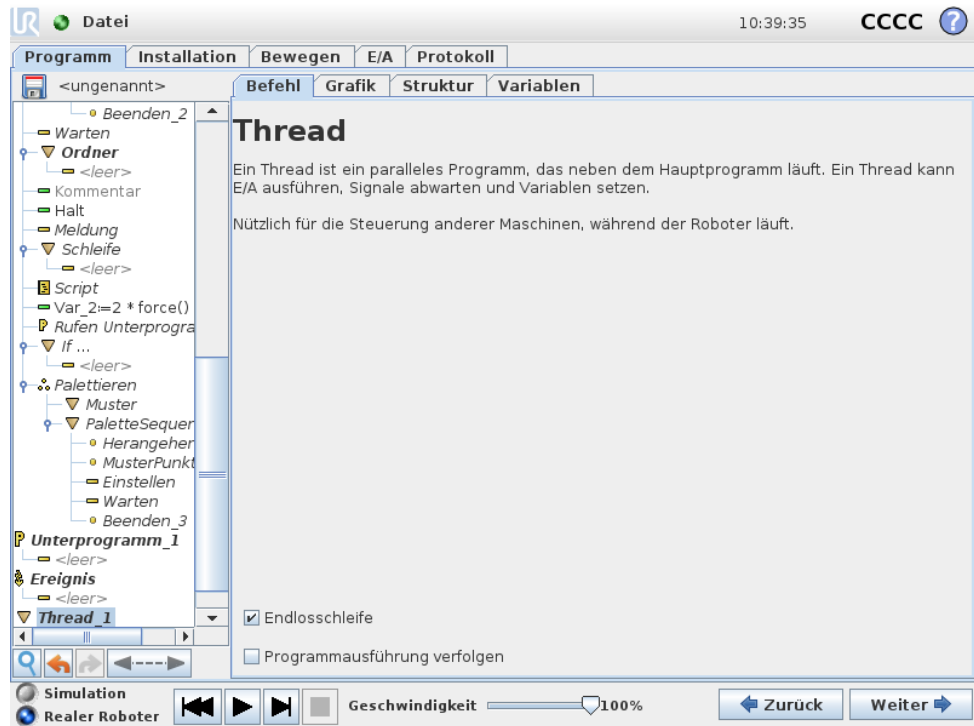 UR Datei 10:39:35 CCCC ?
Programm Installation Bewegen E/A Protokoll
<ungenannt>
Befehl Grafik Struktur Variablen
Beenden_2
Warten
Ordner
<leer>
Kommentar
Halt
Meldung
Schleife
<leer>
Script
Var_2:=2 * force()
Rufen Unterprogra
If ...
<leer>
Palettieren
Muster
PaletteSequer
Herangeher
MusterPunkt
Einstellen
Warten
Beenden_3
Unterprogramm_1
<leer>
Ereignis
<leer>
Thread_1
Thread
Ein Thread ist ein paralleles Programm, das neben dem Hauptprogramm läuft. Ein Thread kann
E/A ausführen, Signale abwarten und Variablen setzen.
Nützlich für die Steuerung anderer Maschinen, während der Roboter läuft.
Endlosschleife
Programmausführung verfolgen
Simulation
Realer Roboter
Geschwindigkeit 100%
Zurück Weiter